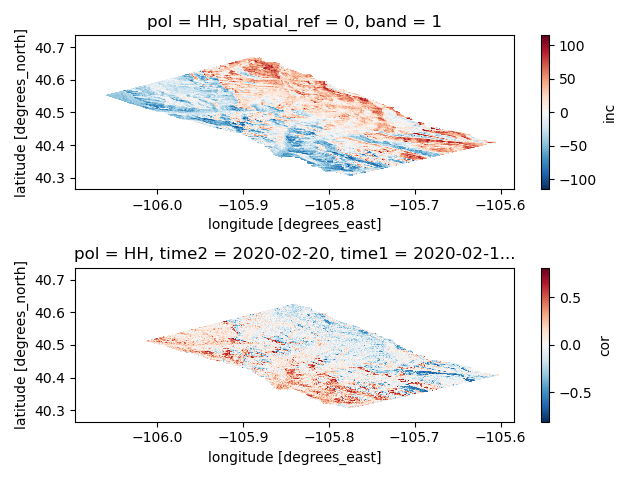 pol = HH, spatial_ref = 0, band = 1
40.7
40.6
40.5
40.4
40.3
latitude [degrees_north]
−106.0 −105.9 −105.8 −105.7 −105.6
longitude [degrees_east]
100
50
0
−50
−100
inc
pol = HH, time2 = 2020-02-20, time1 = 2020-02-1...
40.7
40.6
40.5
40.4
40.3
latitude [degrees_north]
−106.0 −105.9 −105.8 −105.7 −105.6
longitude [degrees_east]
0.5
0.0
−0.5
cor